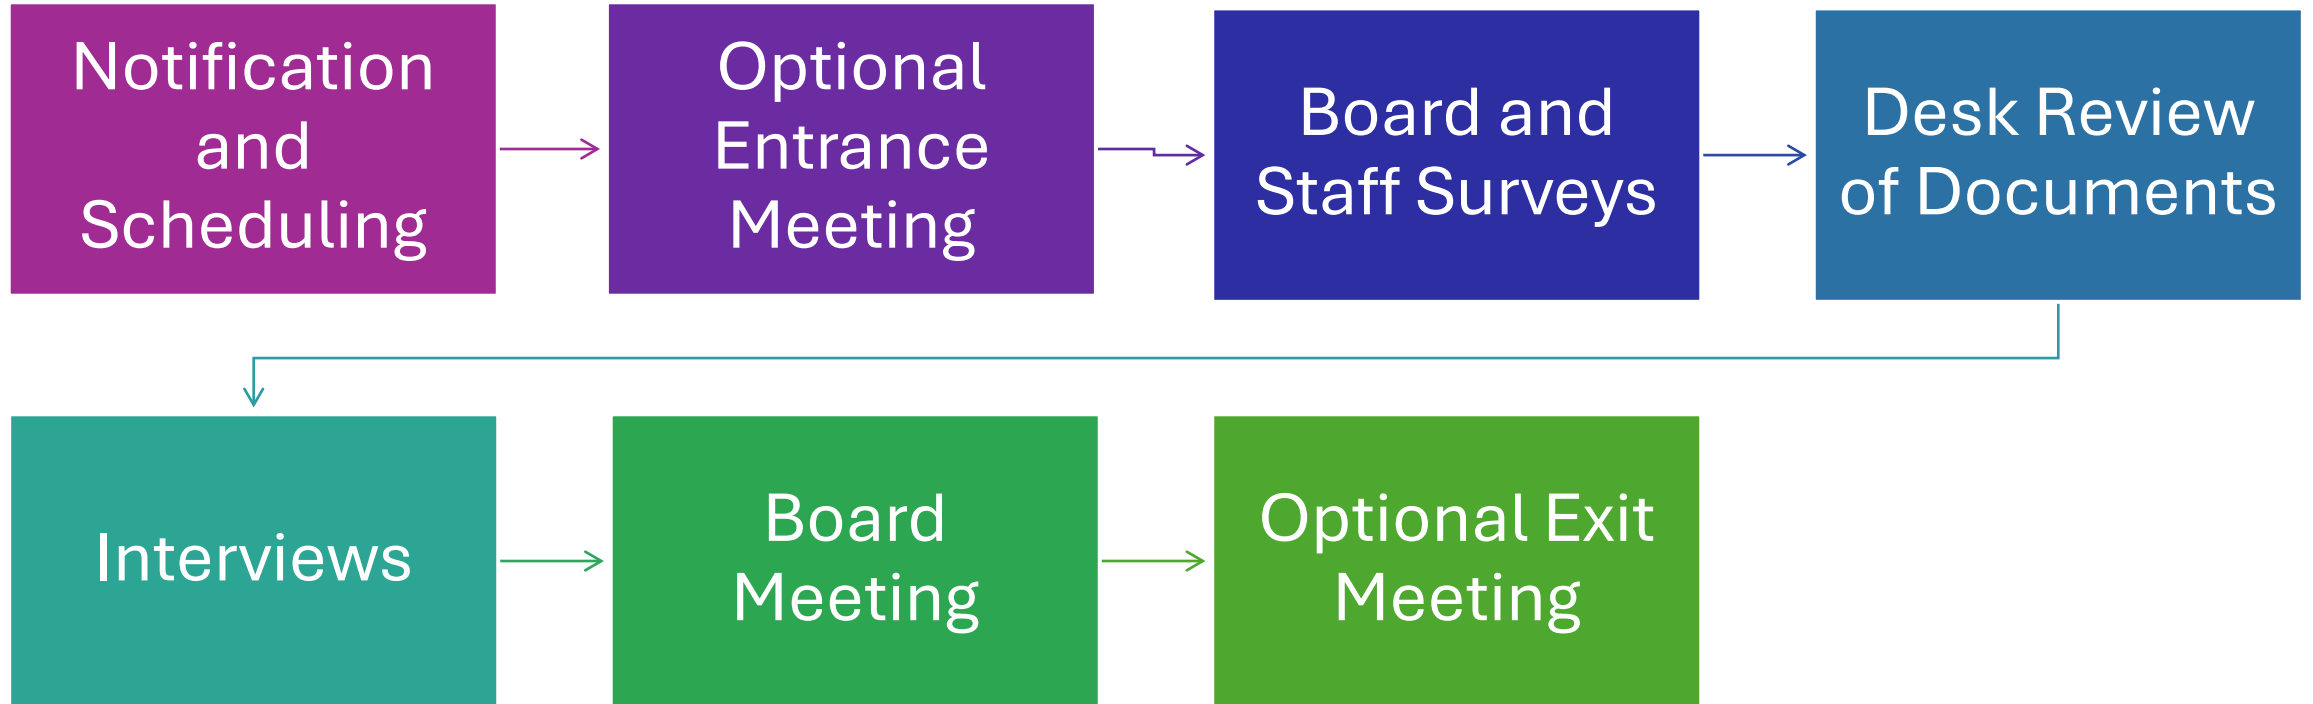 Notification
and
Scheduling
Optional
Entrance
Meeting
Board and
Staff Surveys
Desk Review
of Documents
Interviews
Board
Meeting
Optional Exit
Meeting